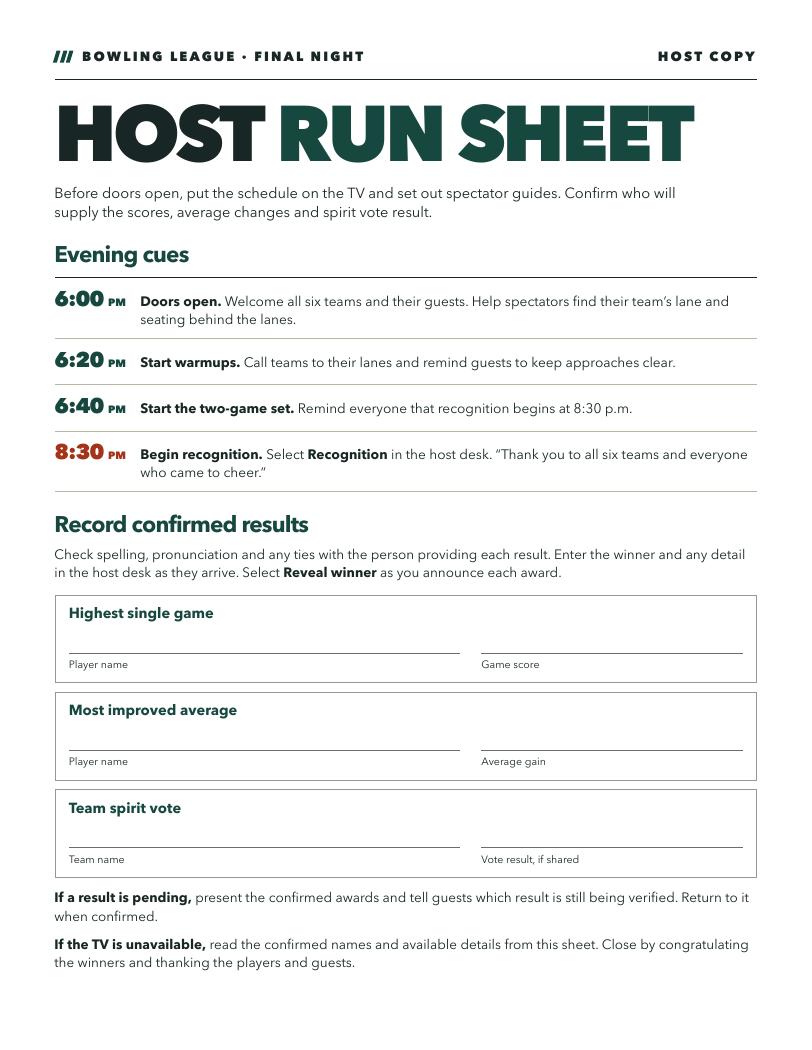 /// BOWLING LEAGUE • FINAL NIGHT
HOST COPY
HOST RUN SHEET
Before doors open, put the schedule on the TV and set out spectator guides. Confirm who will
supply the scores, average changes and spirit vote result.
Evening cues
6:00 PM Doors open. Welcome all six teams and their guests. Help spectators find their team’s lane and
seating behind the lanes.
6:20 PM Start warmups. Call teams to their lanes and remind guests to keep approaches clear.
6:40 PM Start the two-game set. Remind everyone that recognition begins at 8:30 p.m.
8:30 PM Begin recognition. Select Recognition in the host desk. “Thank you to all six teams and everyone
who came to cheer.”
Record confirmed results
Check spelling, pronunciation and any ties with the person providing each result. Enter the winner and any detail
in the host desk as they arrive. Select Reveal winner as you announce each award.
Highest single game
Player name
Game score
Most improved average
Player name
Average gain
Team spirit vote
Team name
Vote result, if shared
If a result is pending, present the confirmed awards and tell guests which result is still being verified. Return to it
when confirmed.
If the TV is unavailable, read the confirmed names and available details from this sheet. Close by congratulating
the winners and thanking the players and guests.